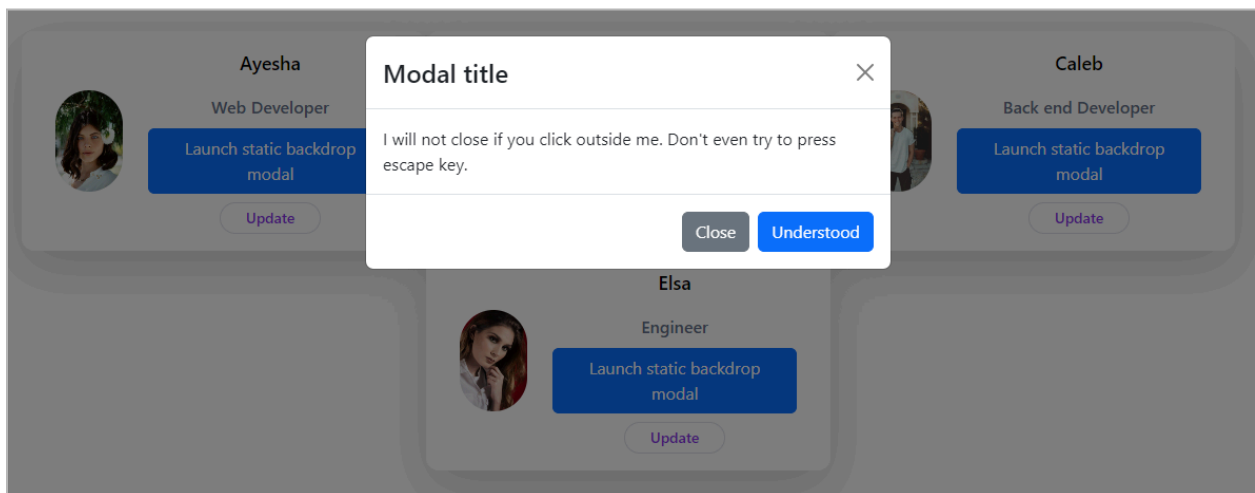 Ayesha
Web Developer
Launch static backdrop
modal
Update
Modal title
I will not close if you click outside me. Don't even try to press
escape key.
Close
Understood
Caleb
Back end Developer
Launch static backdrop
modal
Update
Elsa
Engineer
Launch static backdrop
modal
Update